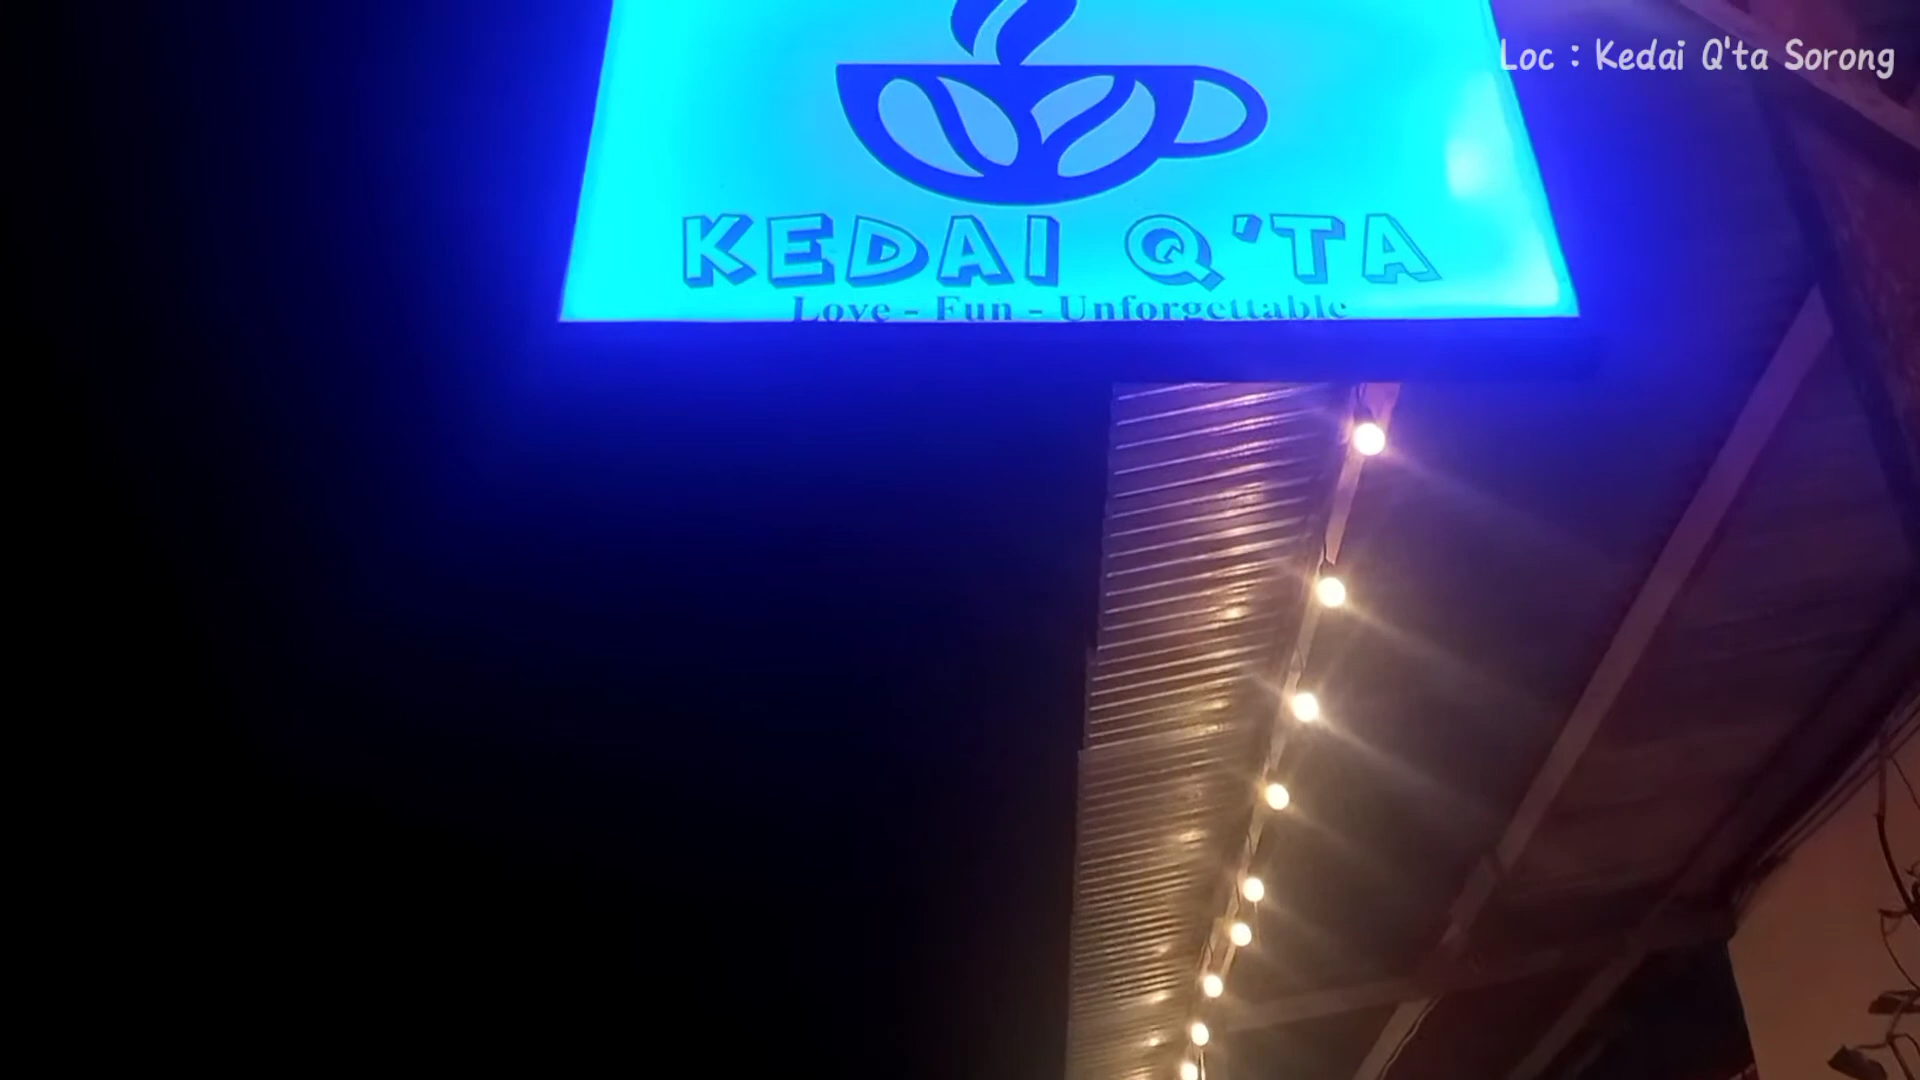 Loc : Kedai Q'ta Sorong
KEDAI Q'TA
Love - Fun - Unforgettable